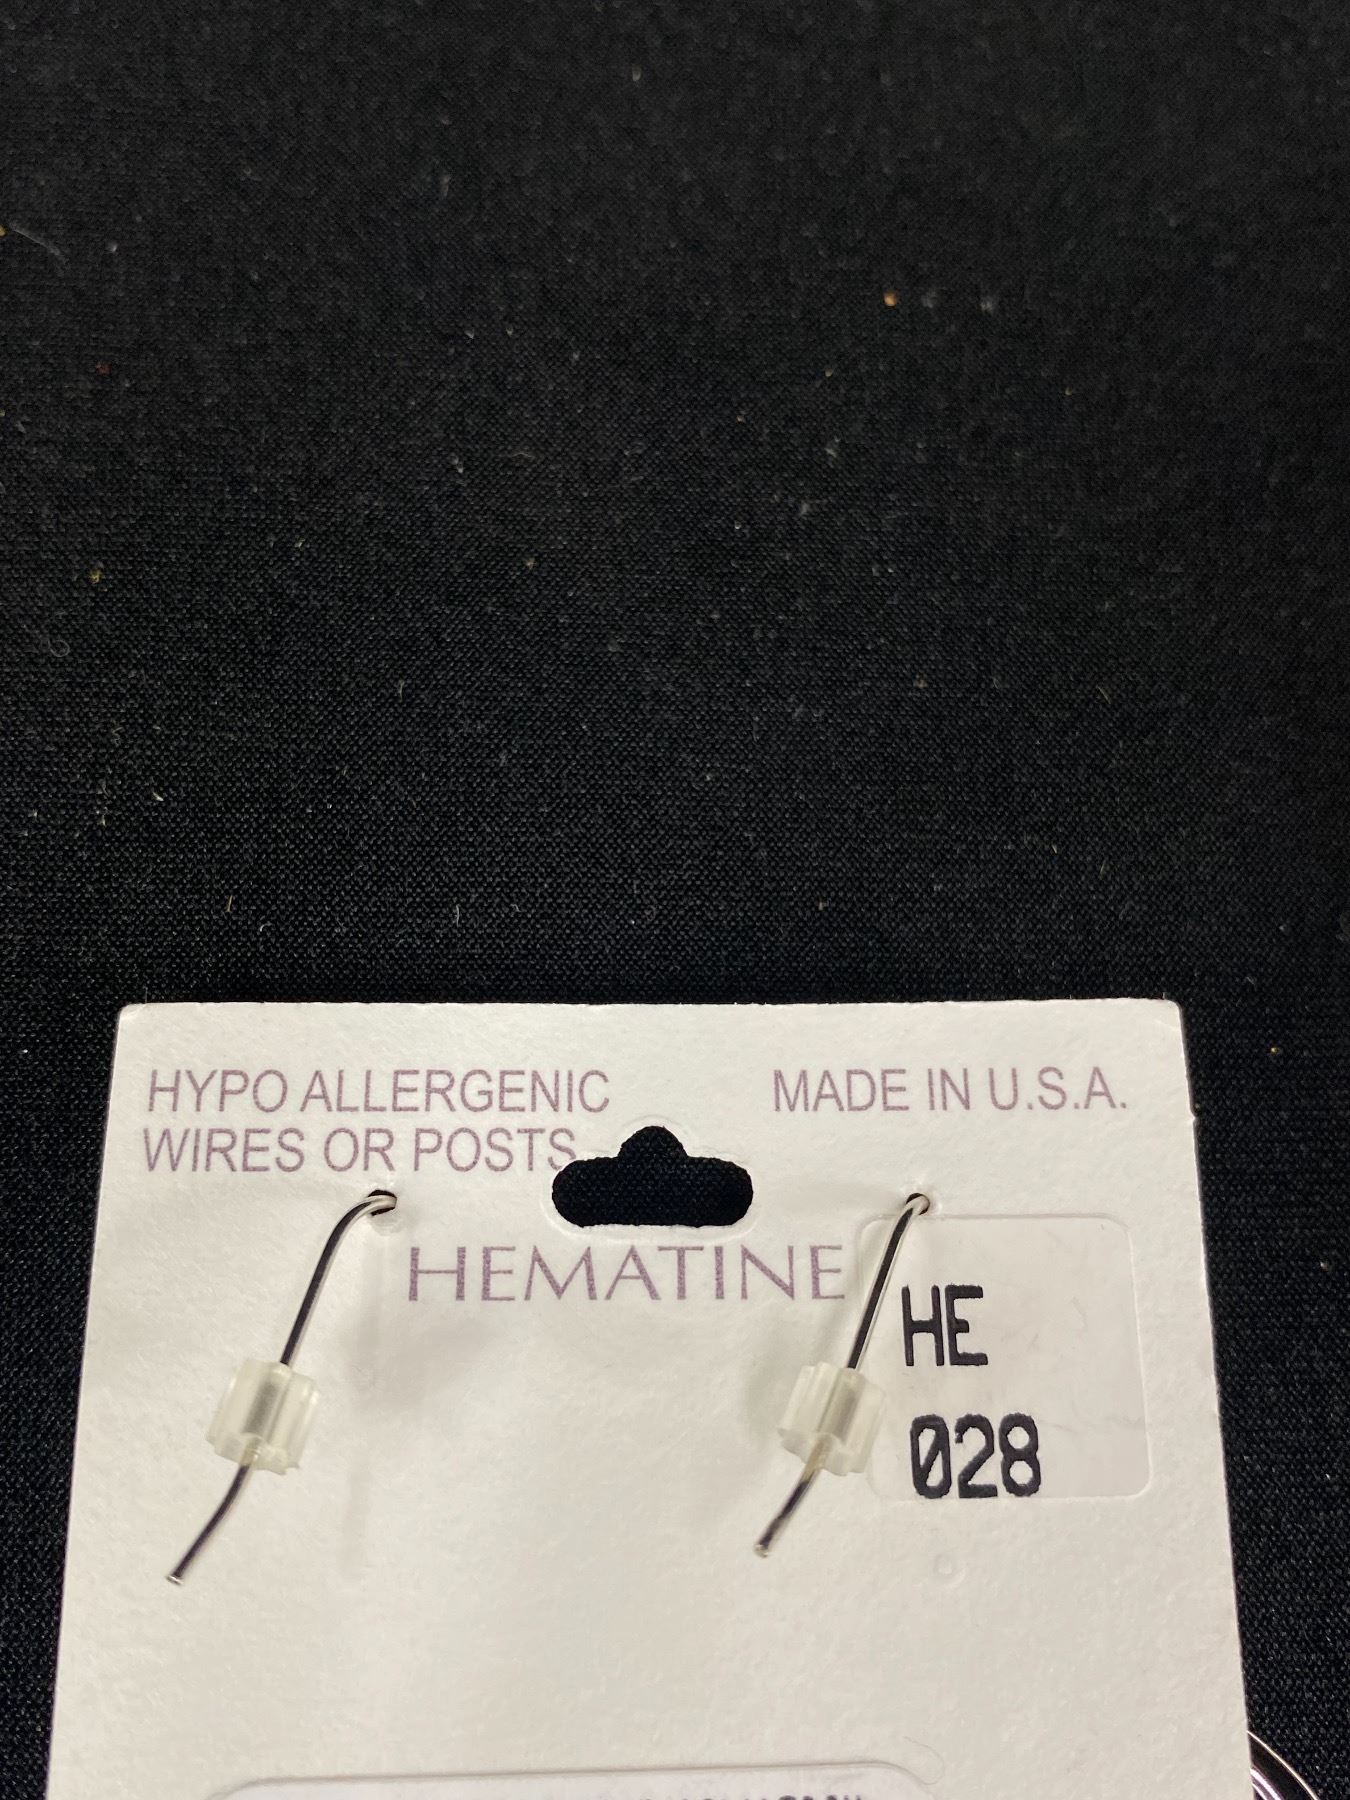 HYPO ALLERGENIC
WIRES OR POSTS
MADE IN U.S.A.
HEMATINE
HE
028